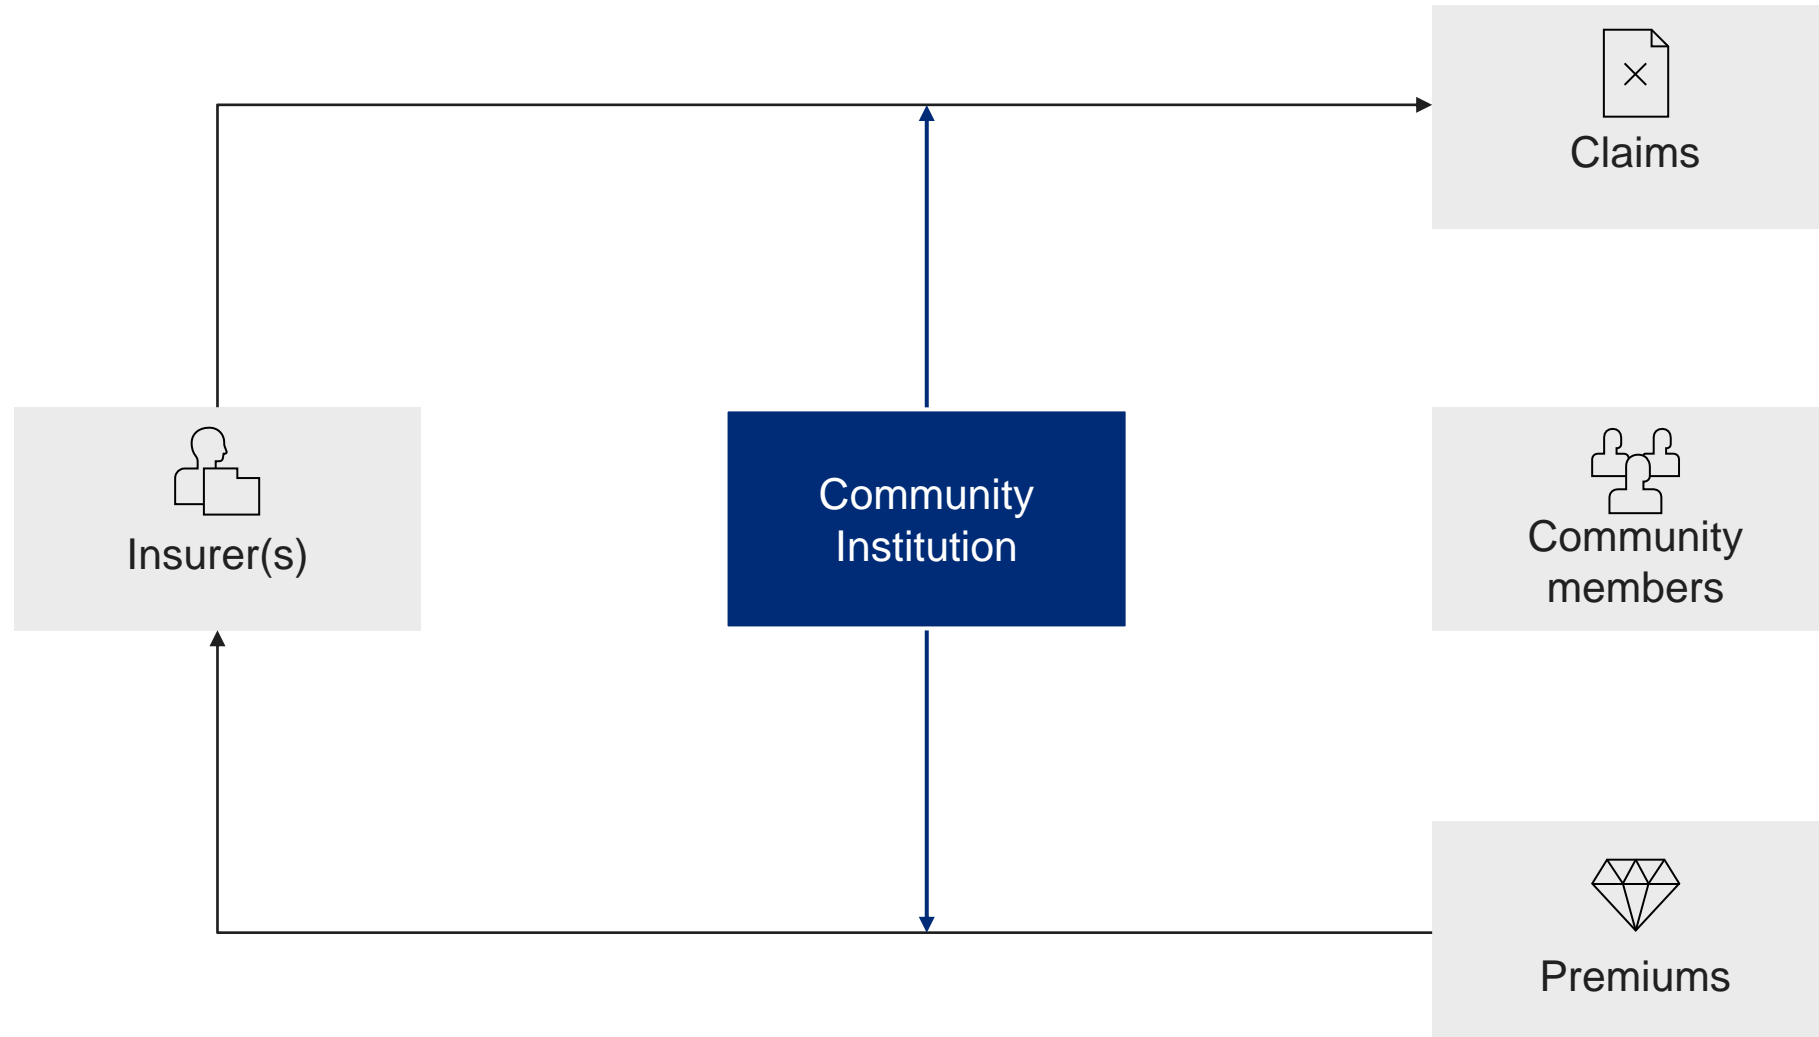 Claims
Insurer(s)
Community
Institution
Community
members
Premiums